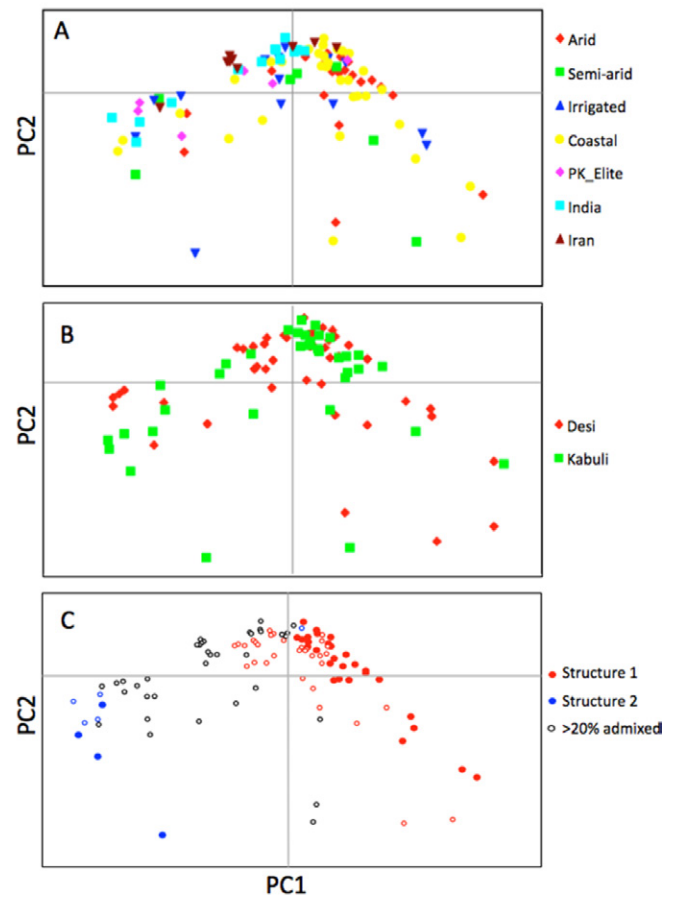 A
PC2
Arid
Semi-arid
Irrigated
Coastal
PK_Elite
India
Iran
B
PC2
Desi
Kabuli
C
PC2
Structure 1
Structure 2
>20% admixed
PC1